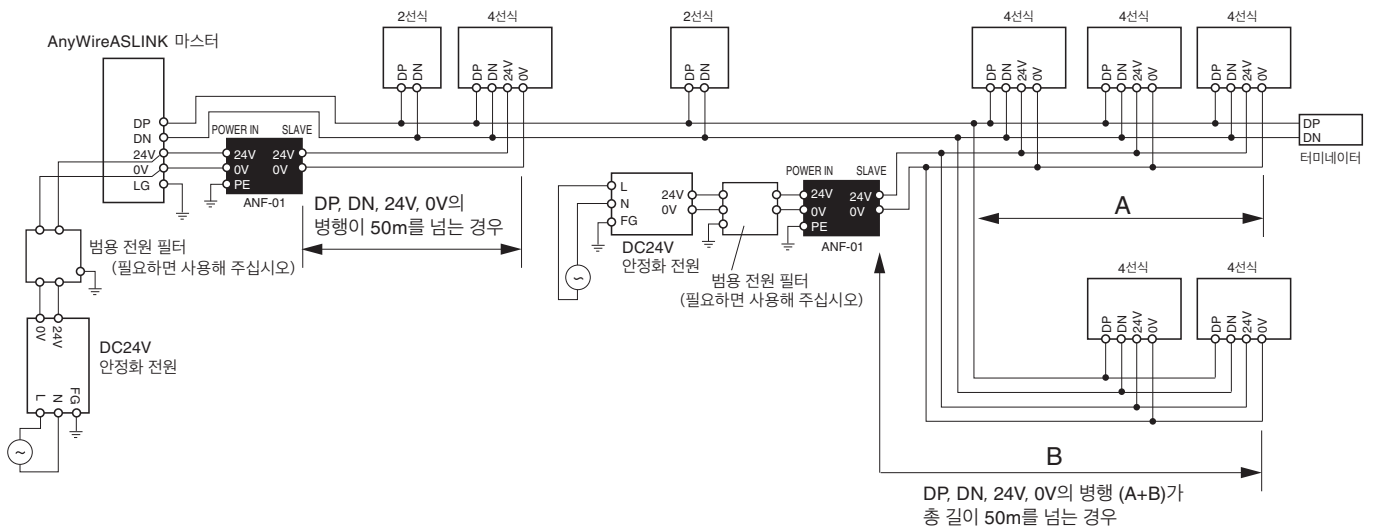 2선식
4선식
2선식
4선식
4선식
4선식
AnyWireASLINK 마스터
DP
DN
DP
DN
24V
0V
DP
DN
DP
DN
24V
0V
DP
DN
24V
0V
DP
DN
24V
0V
DP
DN
24V
0V
LG
POWER IN
SLAVE
24V
0V
PE
24V
0V
ANF-01
DP
DN
터미네이터
DP, DN, 24V, 0V의
병행이 50m를 넘는 경우
L
N
FG
24V
0V
DC24V
안정화 전원
범용 전원 필터
(필요하면 사용해 주십시오)
POWER IN
SLAVE
24V
0V
PE
24V
0V
ANF-01
A
범용 전원 필터
(필요하면 사용해 주십시오)
0V
24V
DC24V
안정화 전원
L
N
FG
~
~
4선식
4선식
DP
DN
24V
0V
DP
DN
24V
0V
B
DP, DN, 24V, 0V의 병행 (A+B)가
총 길이 50m를 넘는 경우